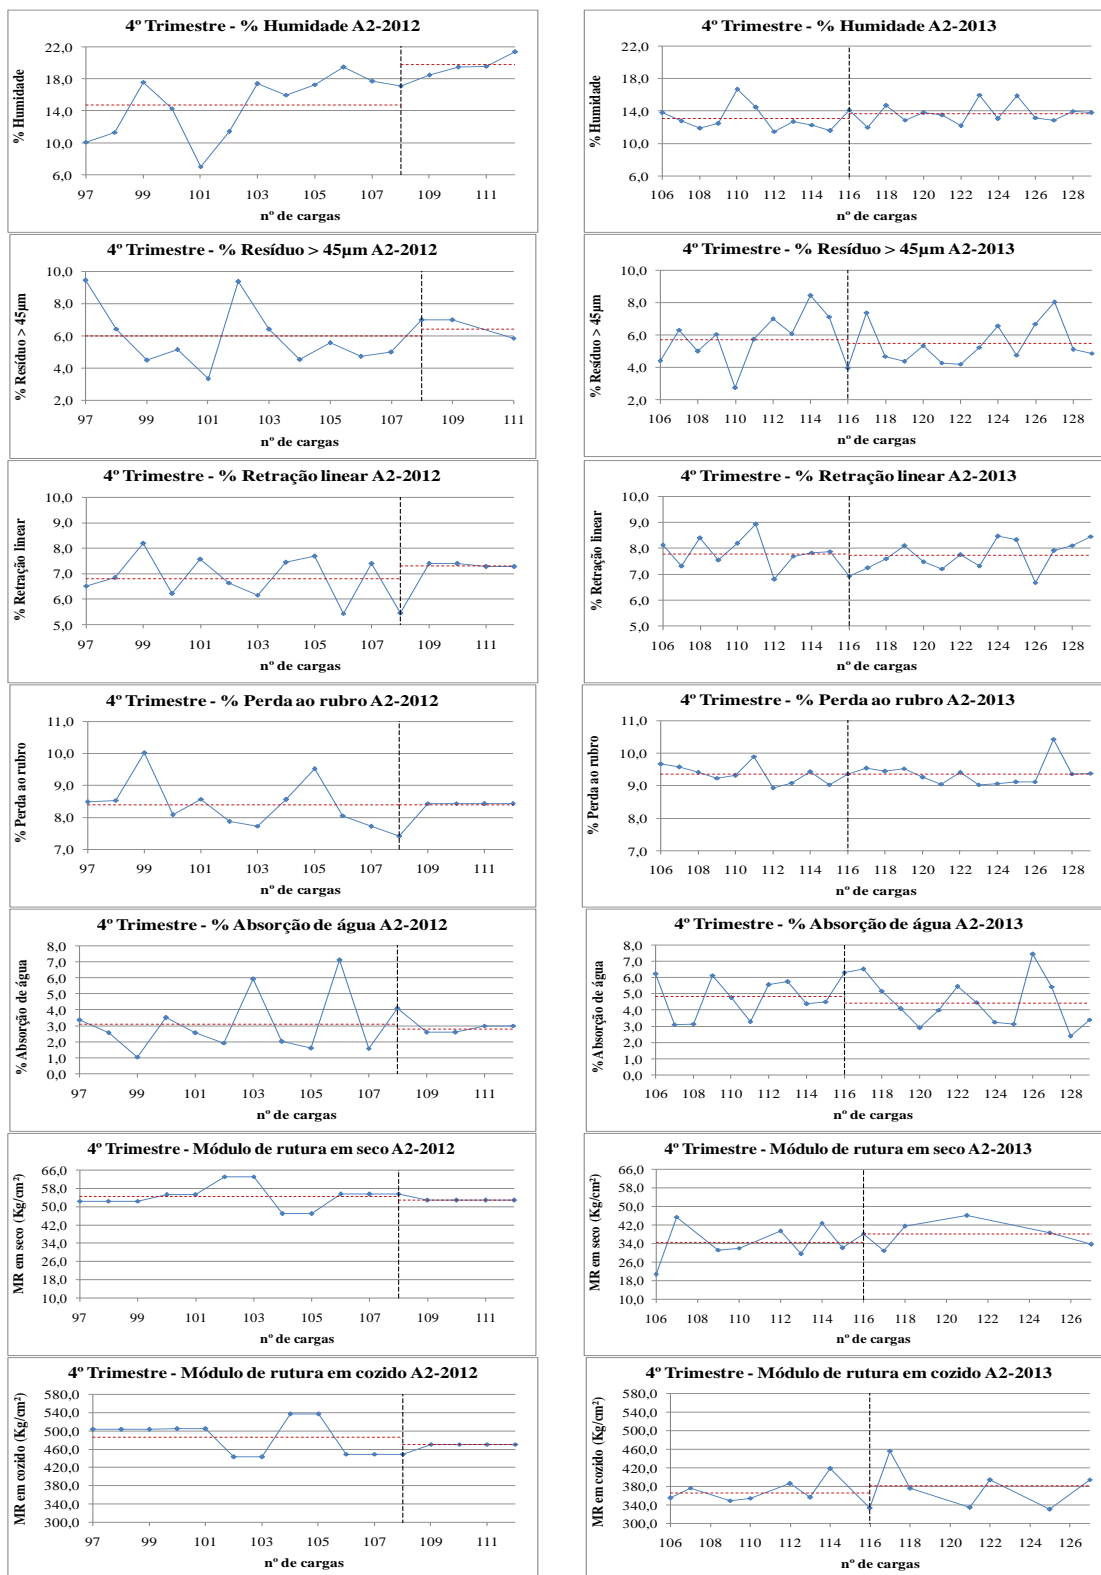 4º Trimestre - % Humidade A2-2012
% Humidade
22,0
18,0
14,0
10,0
6,0
97 99 101 103 105 107 109 111
nº de cargas
4º Trimestre - % Humidade A2-2013
% Humidade
22,0
18,0
14,0
10,0
6,0
106 108 110 112 114 116 118 120 122 124 126 128
nº de cargas
4º Trimestre - % Resíduo > 45µm A2-2012
% Resíduo > 45µm
10,0
8,0
6,0
4,0
2,0
97 99 101 103 105 107 109 111
nº de cargas
4º Trimestre - % Resíduo > 45µm A2-2013
% Resíduo > 45µm
10,0
8,0
6,0
4,0
2,0
106 108 110 112 114 116 118 120 122 124 126 128
nº de cargas
4º Trimestre - % Retração linear A2-2012
% Retração linear
10,0
9,0
8,0
7,0
6,0
5,0
97 99 101 103 105 107 109 111
nº de cargas
4º Trimestre - % Retração linear A2-2013
% Retração linear
10,0
9,0
8,0
7,0
6,0
5,0
106 108 110 112 114 116 118 120 122 124 126 128
nº de cargas
4º Trimestre - % Perda ao rubro A2-2012
% Perda ao rubro
11,0
10,0
9,0
8,0
7,0
97 99 101 103 105 107 109 111
nº de cargas
4º Trimestre - % Perda ao rubro A2-2013
% Perda ao rubro
11,0
10,0
9,0
8,0
7,0
106 108 110 112 114 116 118 120 122 124 126 128
nº de cargas
4º Trimestre - % Absorção de água A2-2012
% Absorção de água
8,0
7,0
6,0
5,0
4,0
3,0
2,0
1,0
0,0
97 99 101 103 105 107 109 111
nº de cargas
4º Trimestre - % Absorção de água A2-2013
% Absorção de água
8,0
7,0
6,0
5,0
4,0
3,0
2,0
1,0
0,0
106 108 110 112 114 116 118 120 122 124 126 128
nº de cargas
4º Trimestre - Módulo de rutura em seco A2-2012
MR em seco (Kg/cm²)
66,0
58,0
50,0
42,0
34,0
26,0
18,0
10,0
97 99 101 103 105 107 109 111
nº de cargas
4º Trimestre - Módulo de rutura em seco A2-2013
MR em seco (Kg/cm²)
66,0
58,0
50,0
42,0
34,0
26,0
18,0
10,0
106 108 110 112 114 116 118 120 122 124 126
nº de cargas
4º Trimestre - Módulo de rutura em cozido A2-2012
MR em cozido (Kg/cm²)
580,0
540,0
500,0
460,0
420,0
380,0
340,0
300,0
97 99 101 103 105 107 109 111
nº de cargas
4º Trimestre - Módulo de rutura em cozido A2-2013
MR em cozido (Kg/cm²)
580,0
540,0
500,0
460,0
420,0
380,0
340,0
300,0
106 108 110 112 114 116 118 120 122 124 126
nº de cargas